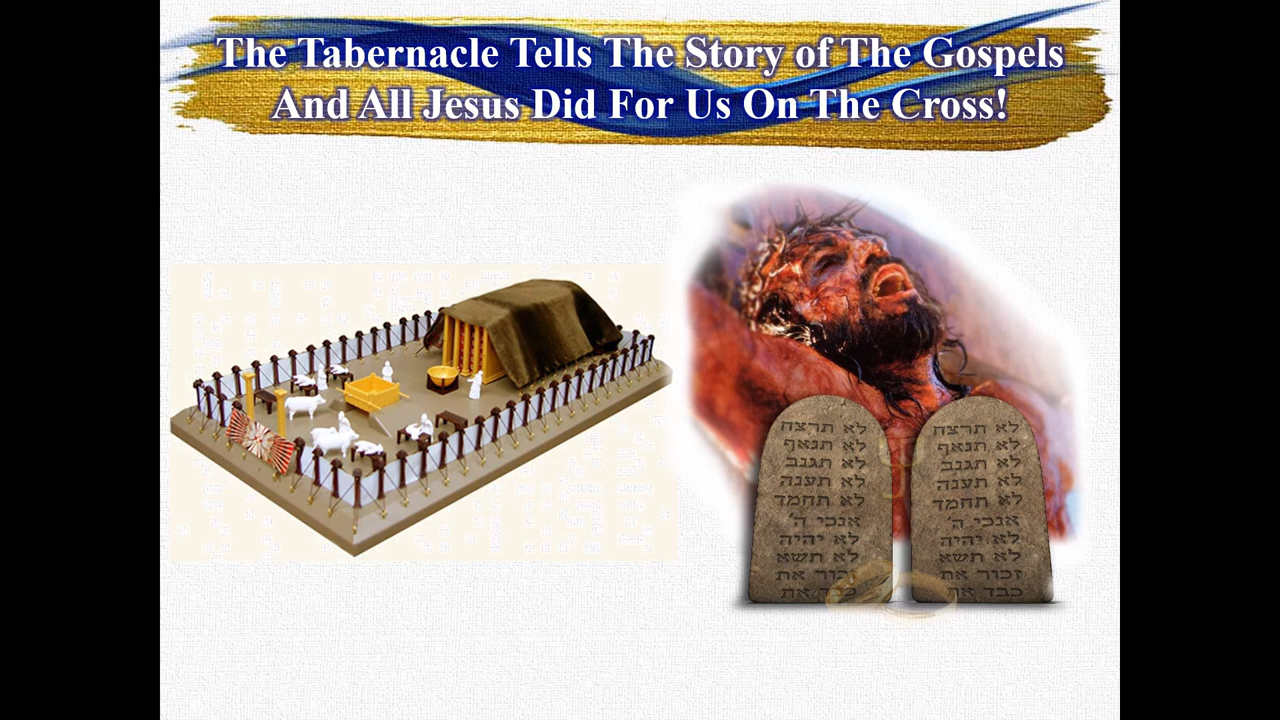 The Tabernacle Tells The Story of The Gospels
And All Jesus Did For Us On The Cross!
לא תרצח
לא תנאף
לא תגנב
לא תענה
לא תחמד
אנכי ה'
לא יהיה
לא תשא
זכור את
כבד את
לא תרצח
לא תנאף
לא תגנב
לא תענה
לא תחמד
אנכי ה'
לא יהיה
לא תשא
זכור את
כבד את